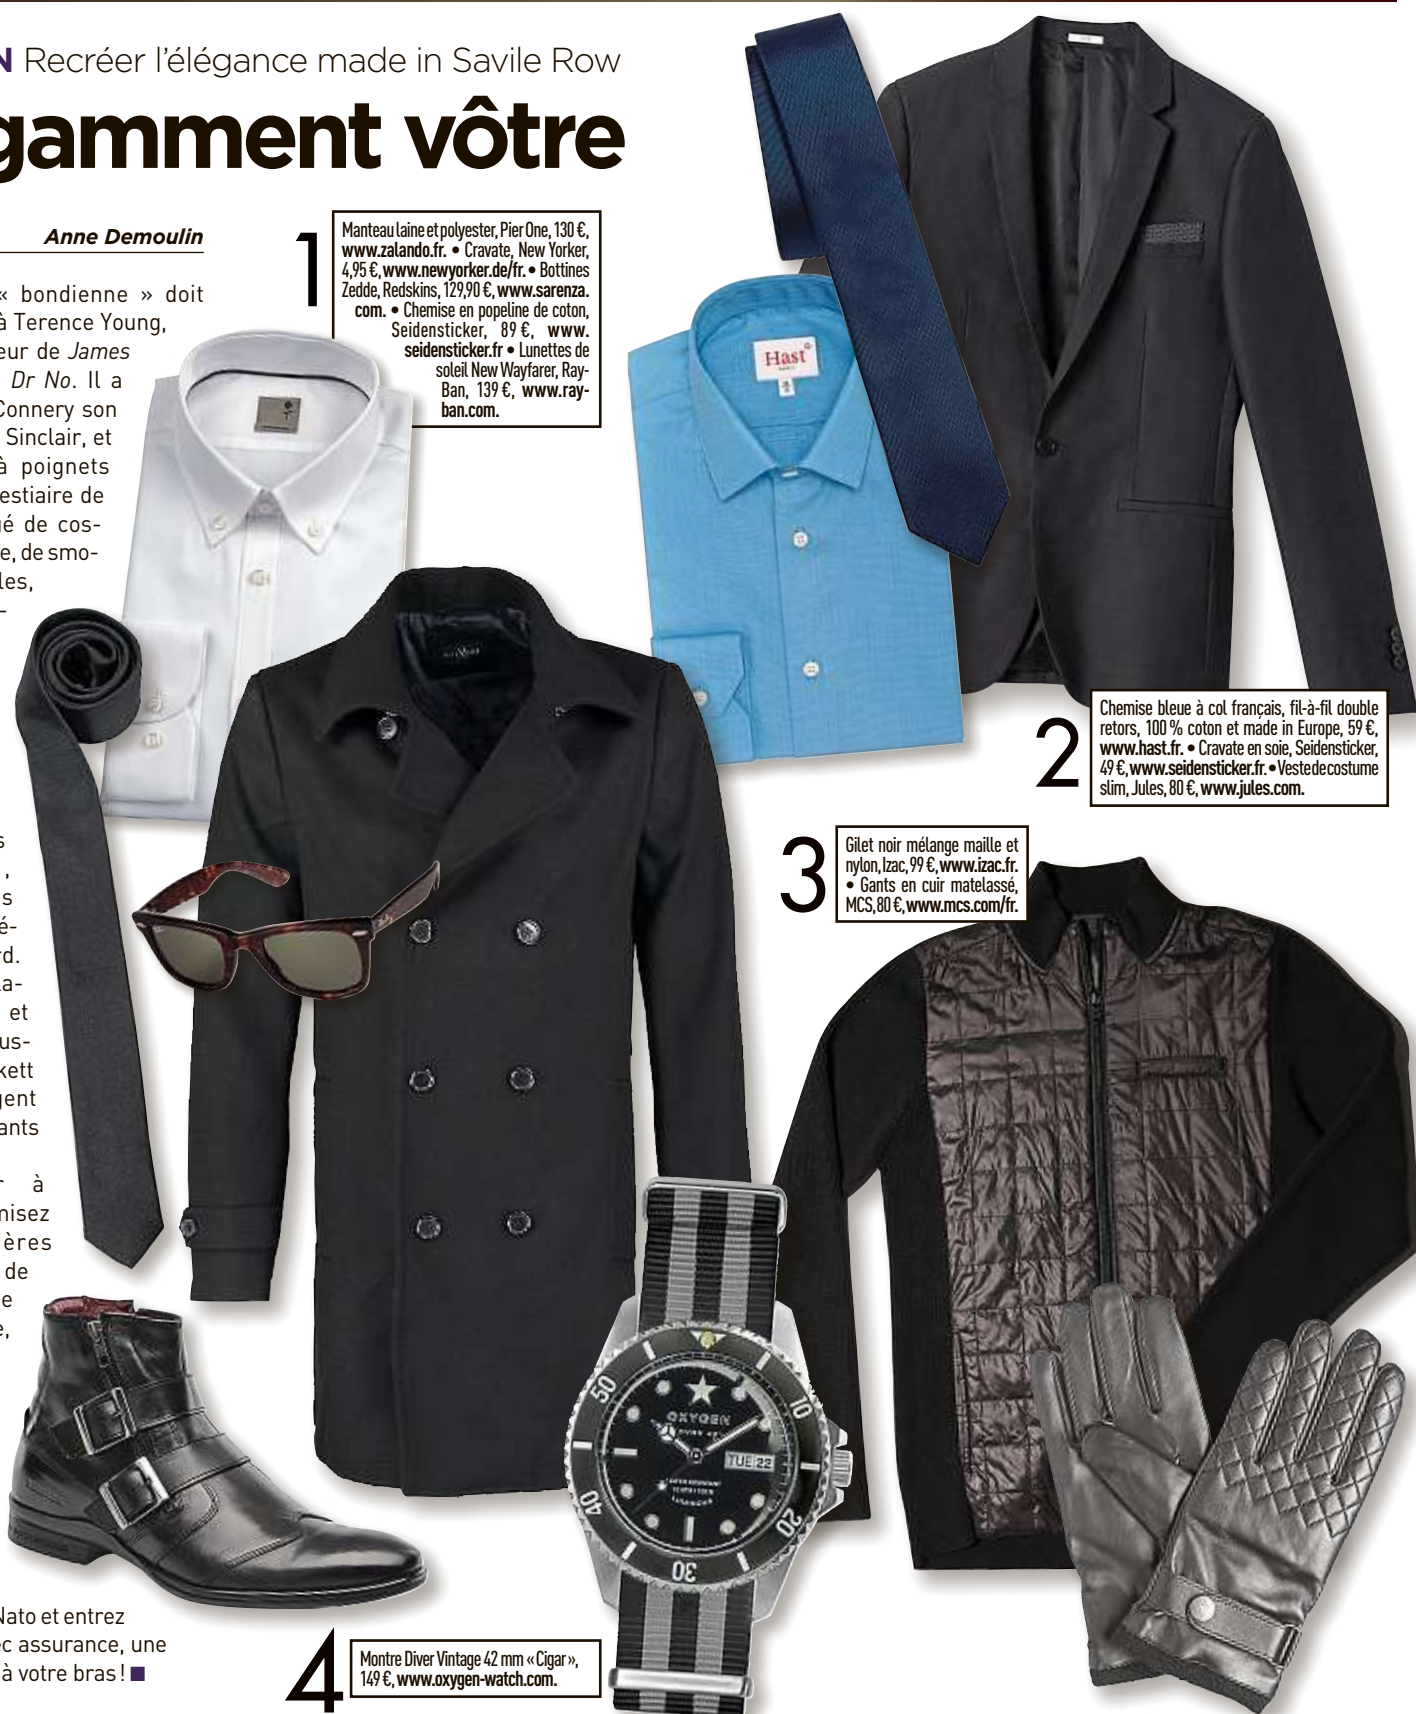 N Recréer l’élégance made in Savile Row
gamment vôtre
Anne Demoulin
« bondienne » doit
à Terence Young,
eur de James
Dr No. Il a
Connery son
Sinclair, et
à poignets
estiaire de
é de cos-
e, de smo-
les,
-
s
,
s
é-
rd.
a-
et
us-
kett
gent
ants
r à
misez
ères
de
e
e,
Nato et entrez
ec assurance, une
à votre bras ! ■
1
Manteau laine et polyester, Pier One, 130 €,
www.zalando.fr. • Cravate, New Yorker,
4,95 €, www.newyorker.de/fr. • Bottines
Zedde, Redskins, 129,90 €, www.sarenza.
com. • Chemise en popeline de coton,
Seidensticker, 89 €, www.
seidensticker.fr • Lunettes de
soleil New Wayfarer, Ray-
Ban, 139 €, www.ray-
ban.com.
Hast
2
Chemise bleue à col français, fil-à-fil double
retors, 100 % coton et made in Europe, 59 €,
www.hast.fr. • Cravate en soie, Seidensticker,
49 €, www.seidensticker.fr. • Veste de costume
slim, Jules, 80 €, www.jules.com.
3
Gilet noir mélange maille et
nylon, Izac, 99 €, www.izac.fr.
• Gants en cuir matelassé,
MCS, 80 €, www.mcs.com/fr.
50
10
OXYGEN
TUE 22
40
20
30
4
Montre Diver Vintage 42 mm « Cigar »,
149 €, www.oxygen-watch.com.